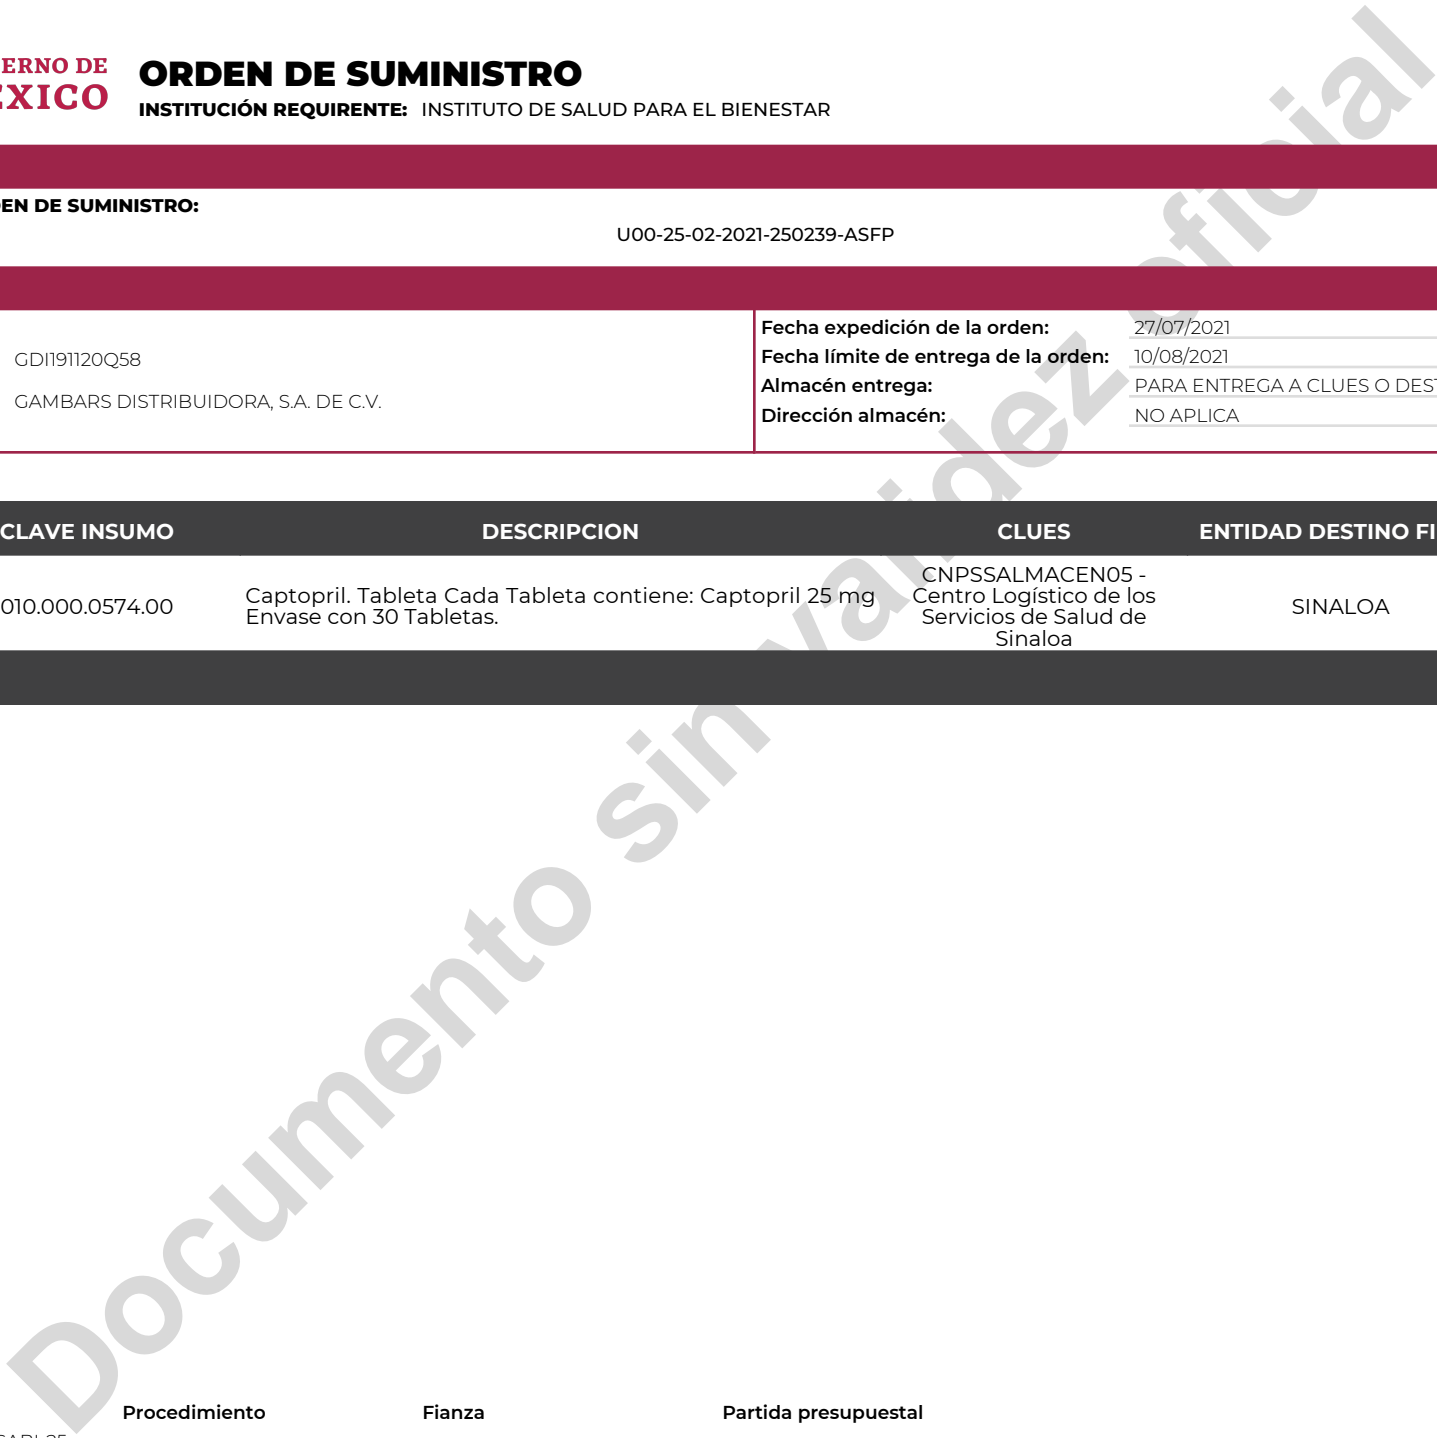 ERNO DE
EXICO
ORDEN DE SUMINISTRO
INSTITUCIÓN REQUIRENTE: INSTITUTO DE SALUD PARA EL BIENESTAR
EN DE SUMINISTRO:
U00-25-02-2021-250239-ASFP
GDI191120Q58
GAMBARS DISTRIBUIDORA, S.A. DE C.V.
Fecha expedición de la orden: 27/07/2021
Fecha límite de entrega de la orden: 10/08/2021
Almacén entrega: PARA ENTREGA A CLUES O DEST
Dirección almacén: NO APLICA
CLAVE INSUMO DESCRIPCION CLUES ENTIDAD DESTINO FI
010.000.0574.00
Captopril. Tableta Cada Tableta contiene: Captopril 25 mg
Envase con 30 Tabletas.
CNPSSALMACEN05 -
Centro Logístico de los
Servicios de Salud de
Sinaloa
SINALOA
Documento sin validez oficial
Procedimiento Fianza Partida presupuestal